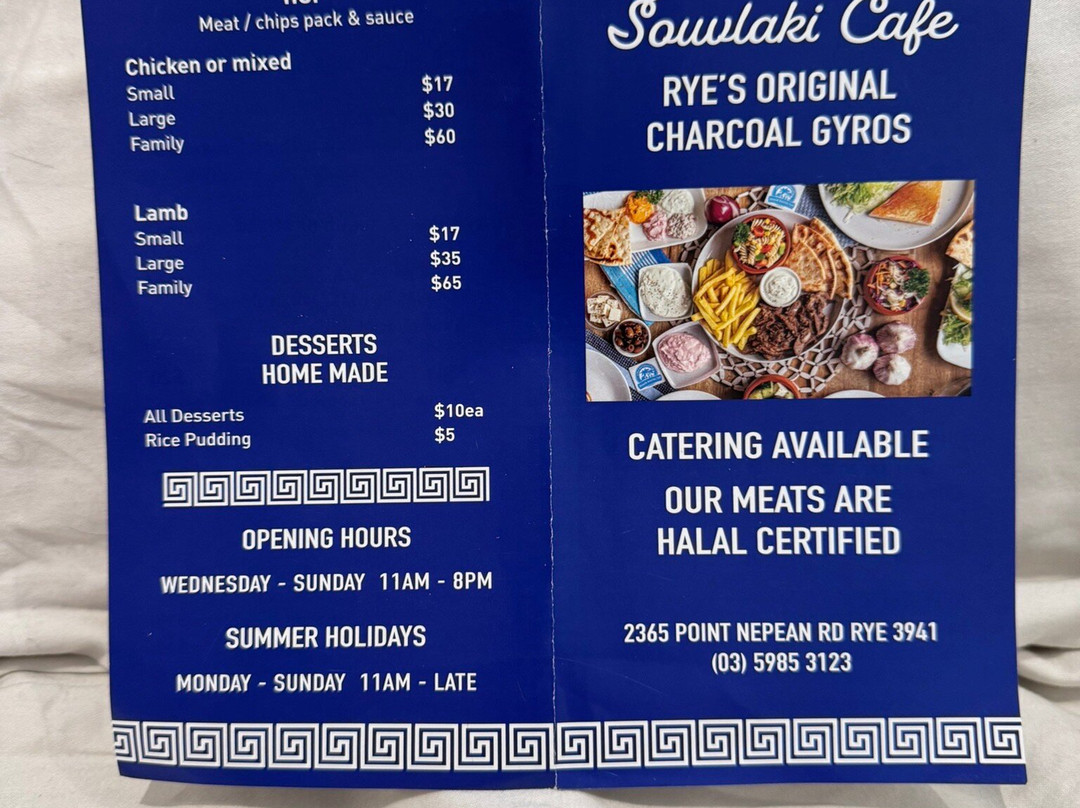 Meat / chips pack & sauce
Chicken or mixed
Small $17
Large $30
Family $60
Lamb
Small $17
Large $35
Family $65
DESSERTS
HOME MADE
All Desserts $10ea
Rice Pudding $5
OPENING HOURS
WEDNESDAY - SUNDAY 11AM - 8PM
SUMMER HOLIDAYS
MONDAY - SUNDAY 11AM - LATE
Souvlaki Cafe
RYE'S ORIGINAL
CHARCOAL GYROS
CATERING AVAILABLE
OUR MEATS ARE
HALAL CERTIFIED
2365 POINT NEPEAN RD RYE 3941
(03) 5985 3123